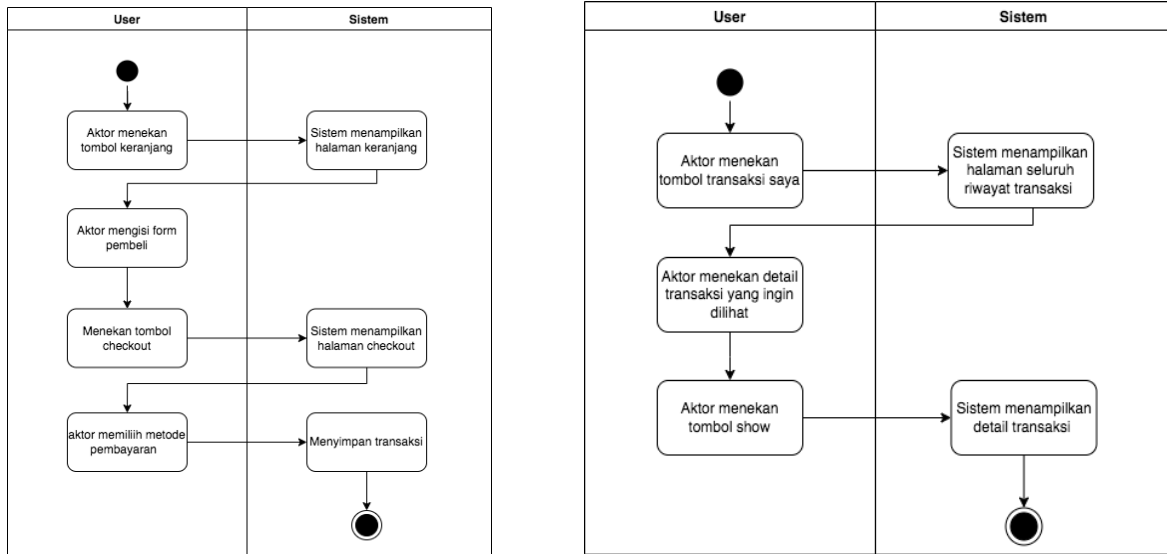 User
Sistem
Aktor menekan
tombol keranjang
Sistem menampilkan
halaman keranjang
Aktor mengisi form
pembeli
Menekan tombol
checkout
Sistem menampilkan
halaman checkout
aktor memiliih metode
pembayaran
Menyimpan transaksi
User
Sistem
Aktor menekan
tombol transaksi saya
Sistem menampilkan
halaman seluruh
riwayat transaksi
Aktor menekan detail
transaksi yang ingin
dilihat
Aktor menekan
tombol show
Sistem menampilkan
detail transaksi